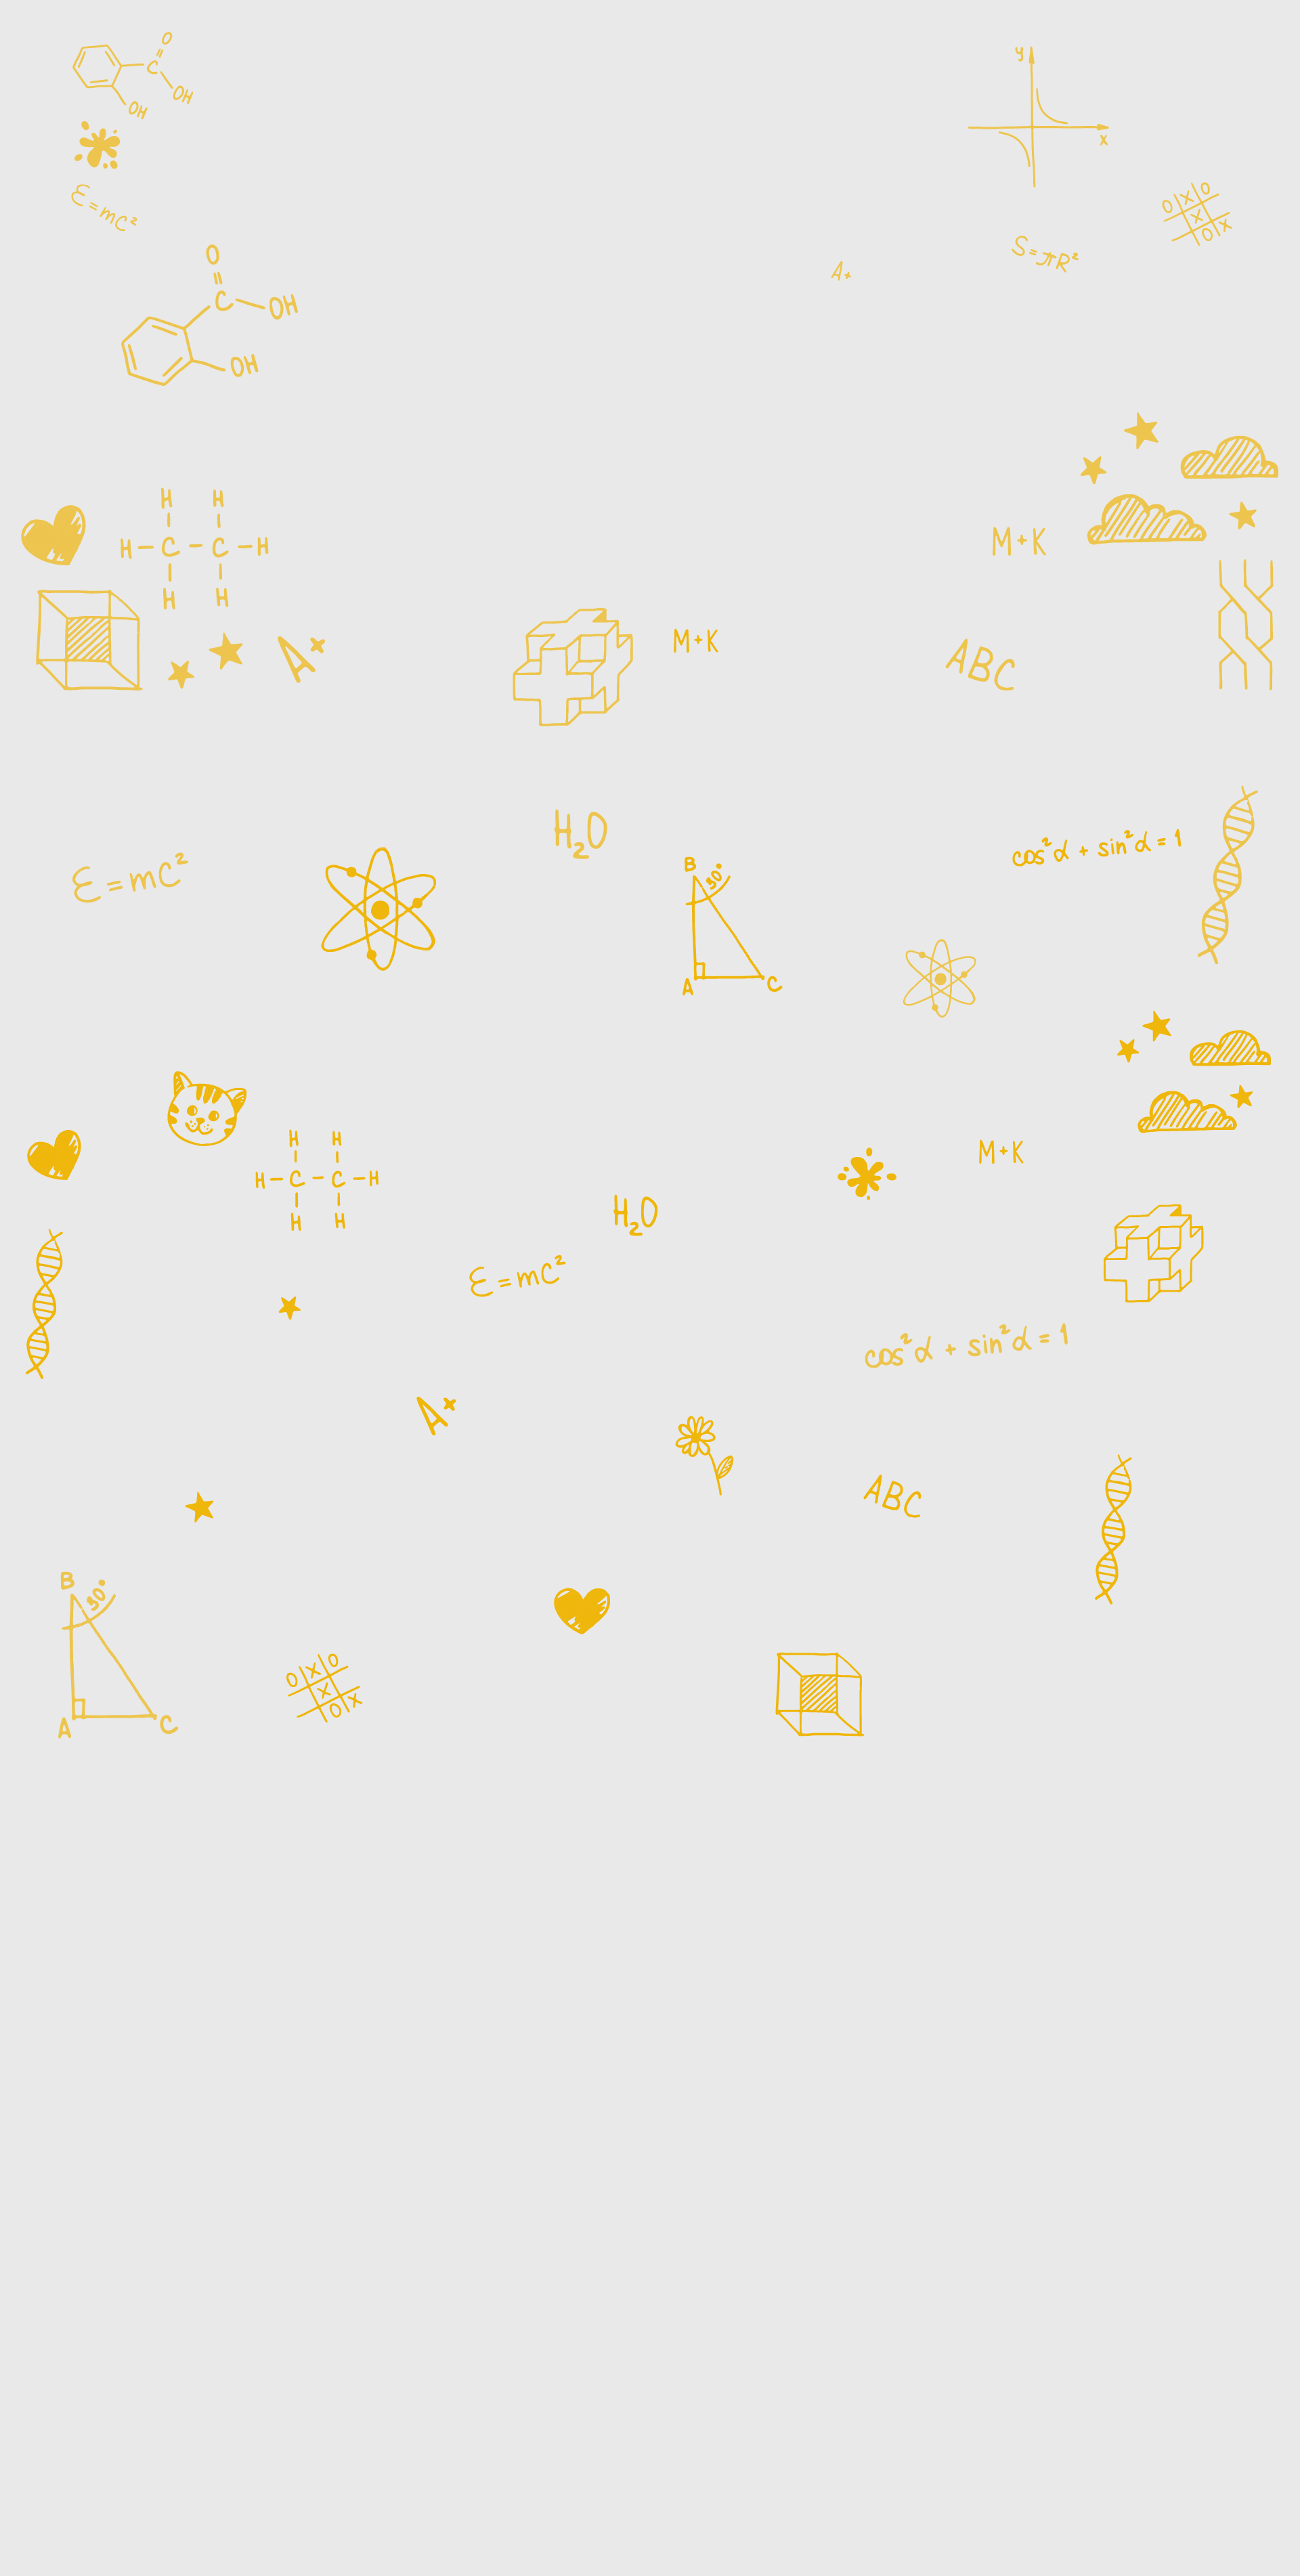 O
C
OH
OH
E=mC²
y
x
O X O
X
O X
S=πR²
A+
O
C OH
OH
H H
H-C-C-H
H H
M+K
A+
M+K
ABC
H₂O
E=mC²
B 30°
A C
cos²α + sin²α = 1
H H
H-C-C-H
H H
M+K
H₂O
E=mC²
cos²α + sin²α = 1
A+
ABC
B 30°
A C
O X O
X
O X